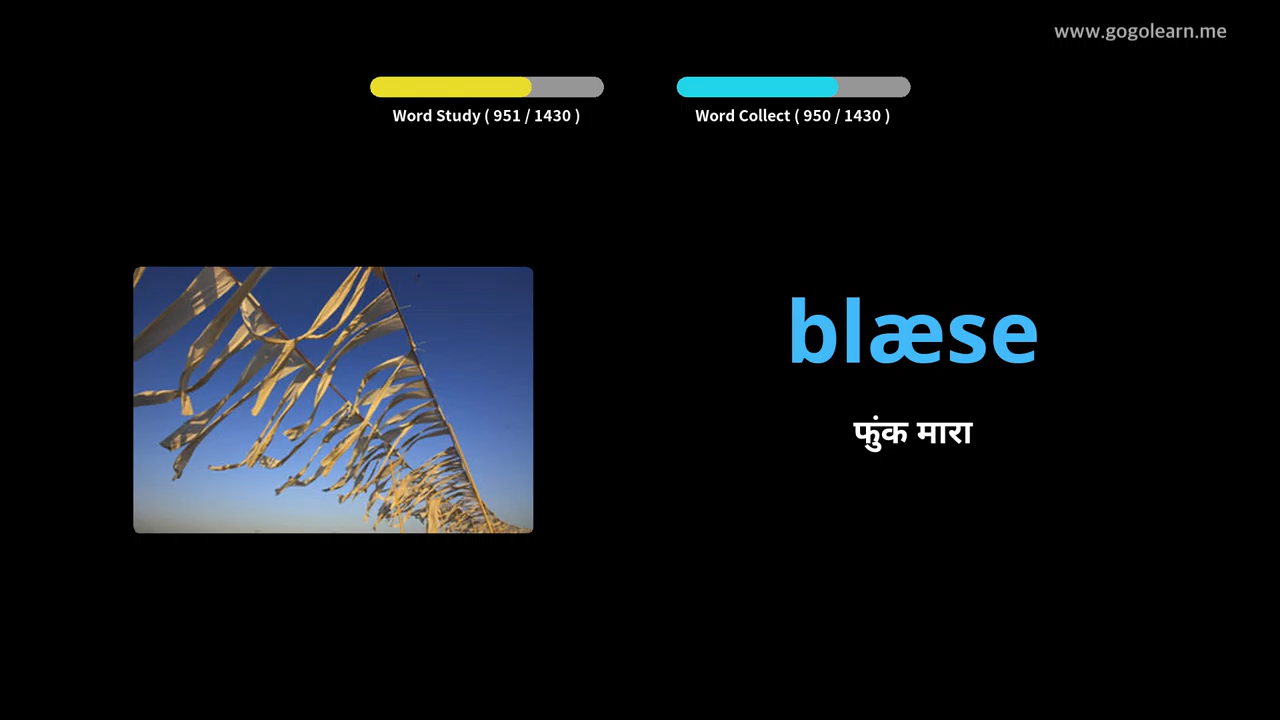 www.gogolearn.me
Word Study ( 951 / 1430 )
Word Collect ( 950 / 1430 )
blæse
फुंक मारा